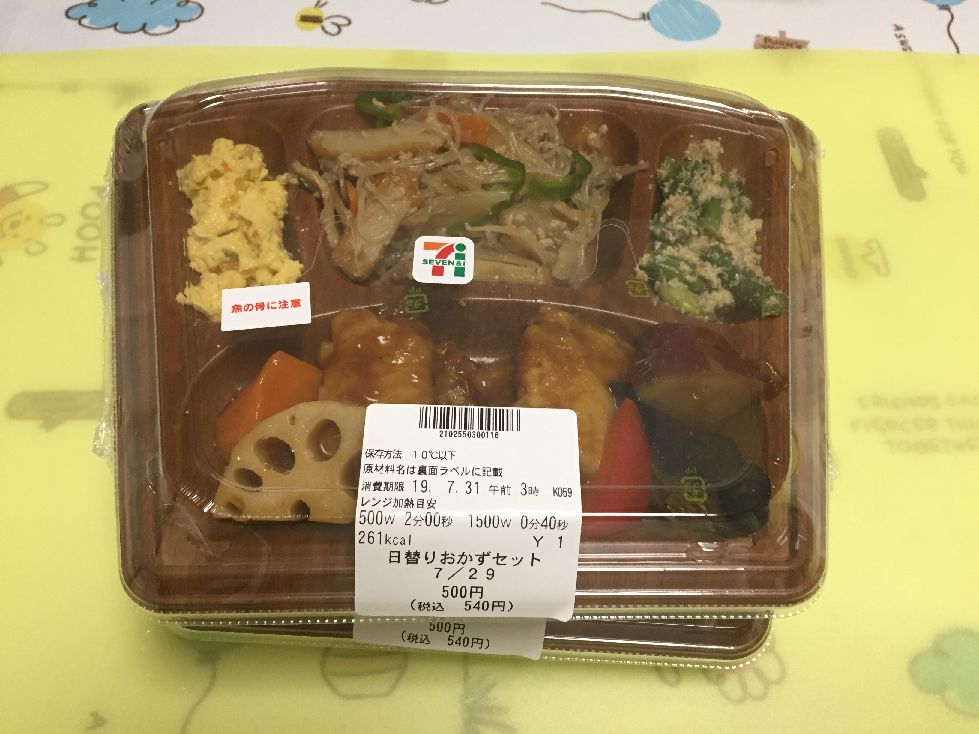 SEVEN&i
魚の骨に注意
2102550300116
保存方法 10℃以下
原材料名は裏面ラベルに記載
消費期限 19. 7.31 午前 3時 K059
レンジ加熱目安
500W 2分00秒 1500W 0分40秒
261kcal Y 1
日替りおかずセット
7/29
500円
(税込 540円)
500円
(税込 540円)